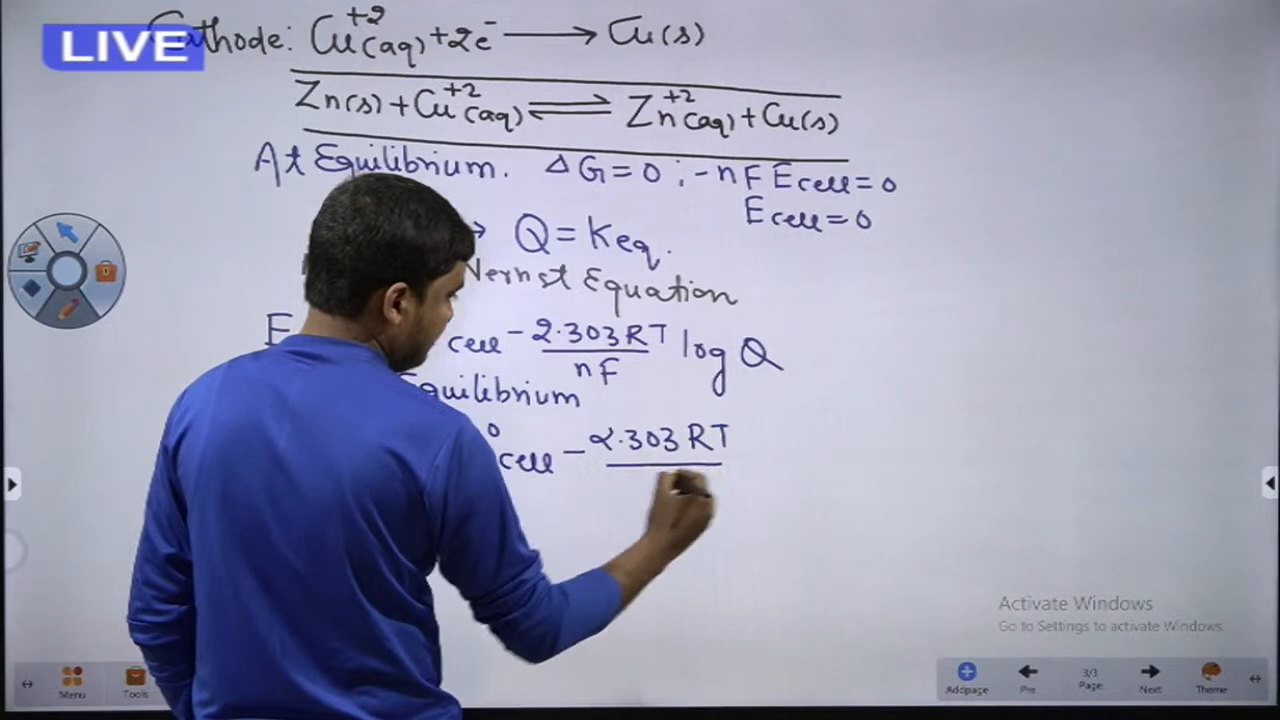 LIVE
Cathode: Cu⁺²(aq) + 2e⁻ ⟶ Cu(s)
Zn(s) + Cu⁺²(aq) ⇌ Zn⁺²(aq) + Cu(s)
At Equilibrium. ΔG = 0 ; -nFEcell = 0
Ecell = 0
Q = Keq.
Nernst Equation
E cell - 2.303RT/nF log Q
Equilibrium
⁰cell - 2.303RT
Activate Windows
Go to Settings to activate Windows.
Menu
Tools
Addpage
Pre
3/3
Page
Next
Theme